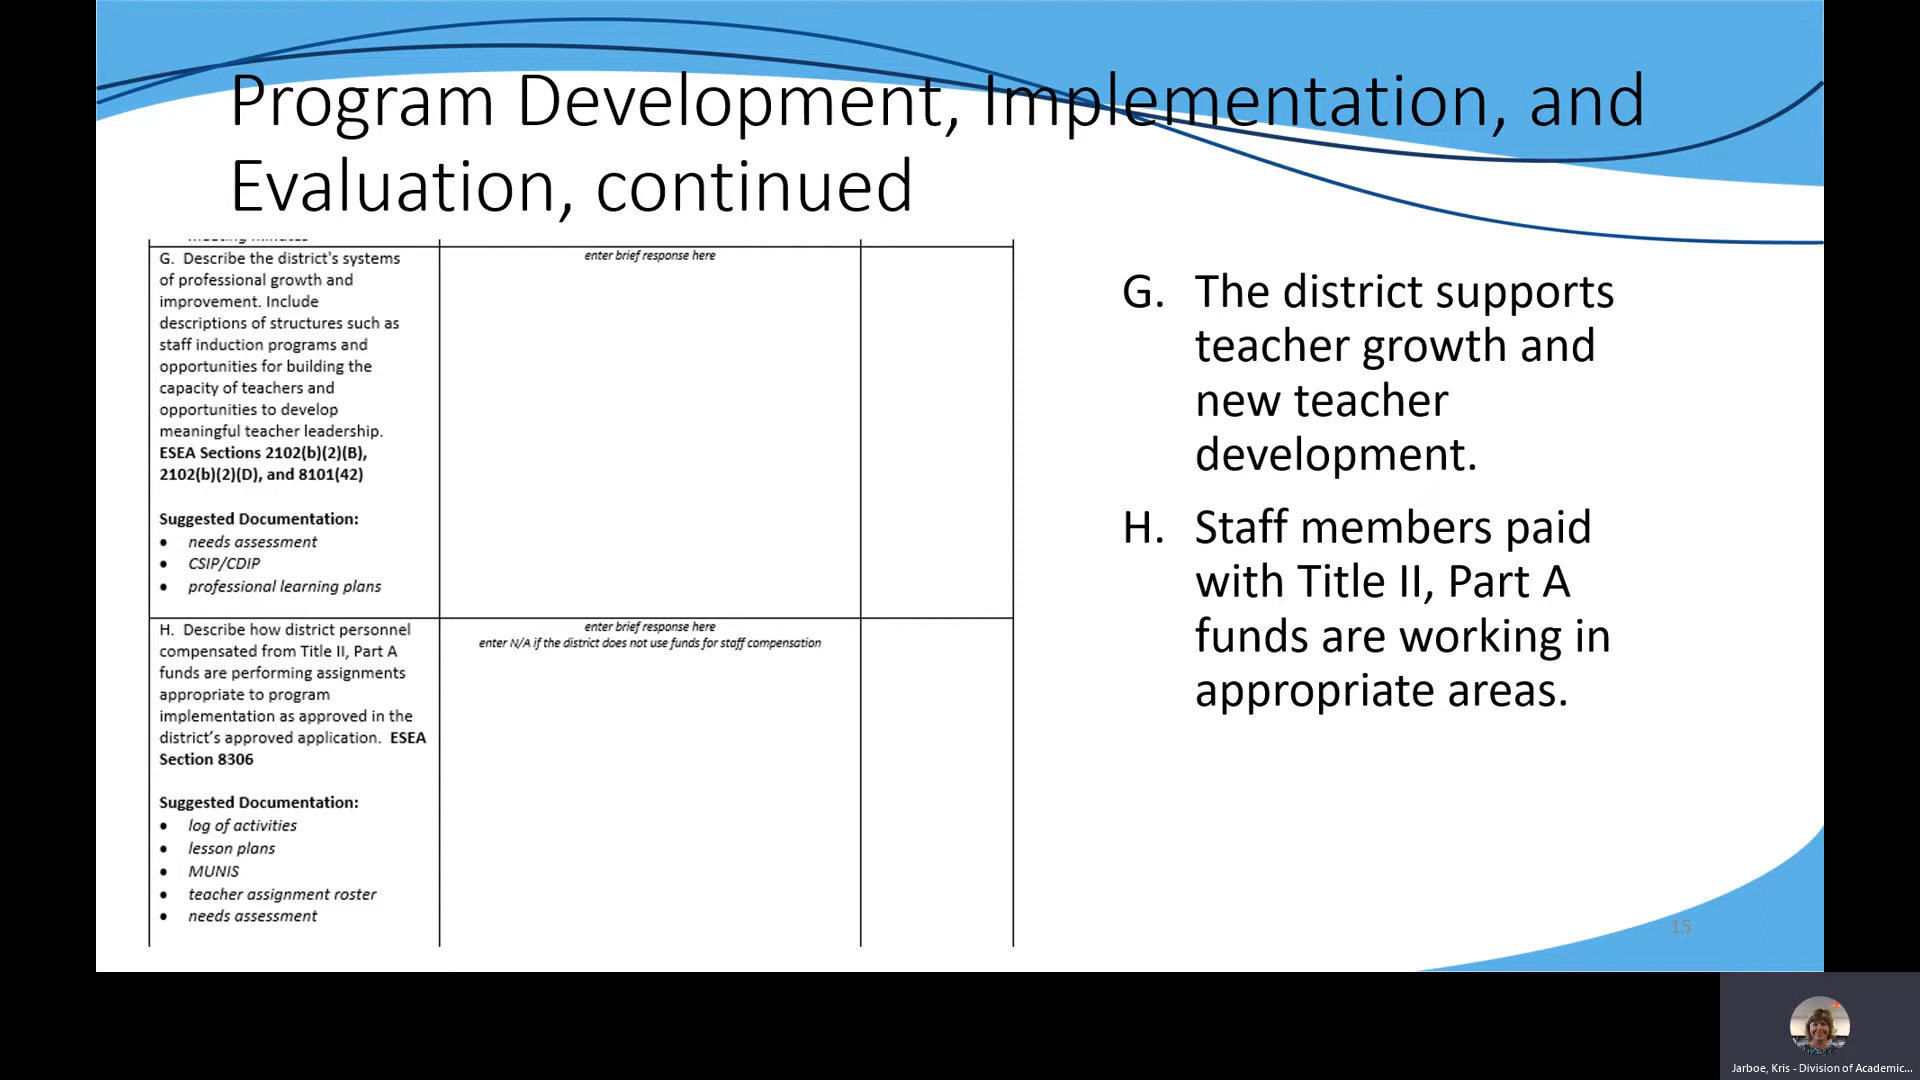 Program Development, Implementation, and
Evaluation, continued
meeting minutes
G. Describe the district's systems
of professional growth and
improvement. Include
descriptions of structures such as
staff induction programs and
opportunities for building the
capacity of teachers and
opportunities to develop
meaningful teacher leadership.
ESEA Sections 2102(b)(2)(B),
2102(b)(2)(D), and 8101(42)
Suggested Documentation:
• needs assessment
• CSIP/CDIP
• professional learning plans
enter brief response here
H. Describe how district personnel
compensated from Title II, Part A
funds are performing assignments
appropriate to program
implementation as approved in the
district’s approved application. ESEA
Section 8306
Suggested Documentation:
• log of activities
• lesson plans
• MUNIS
• teacher assignment roster
• needs assessment
enter brief response here
enter N/A if the district does not use funds for staff compensation
G. The district supports
teacher growth and
new teacher
development.
H. Staff members paid
with Title II, Part A
funds are working in
appropriate areas.
15
Jarboe, Kris - Division of Academic...